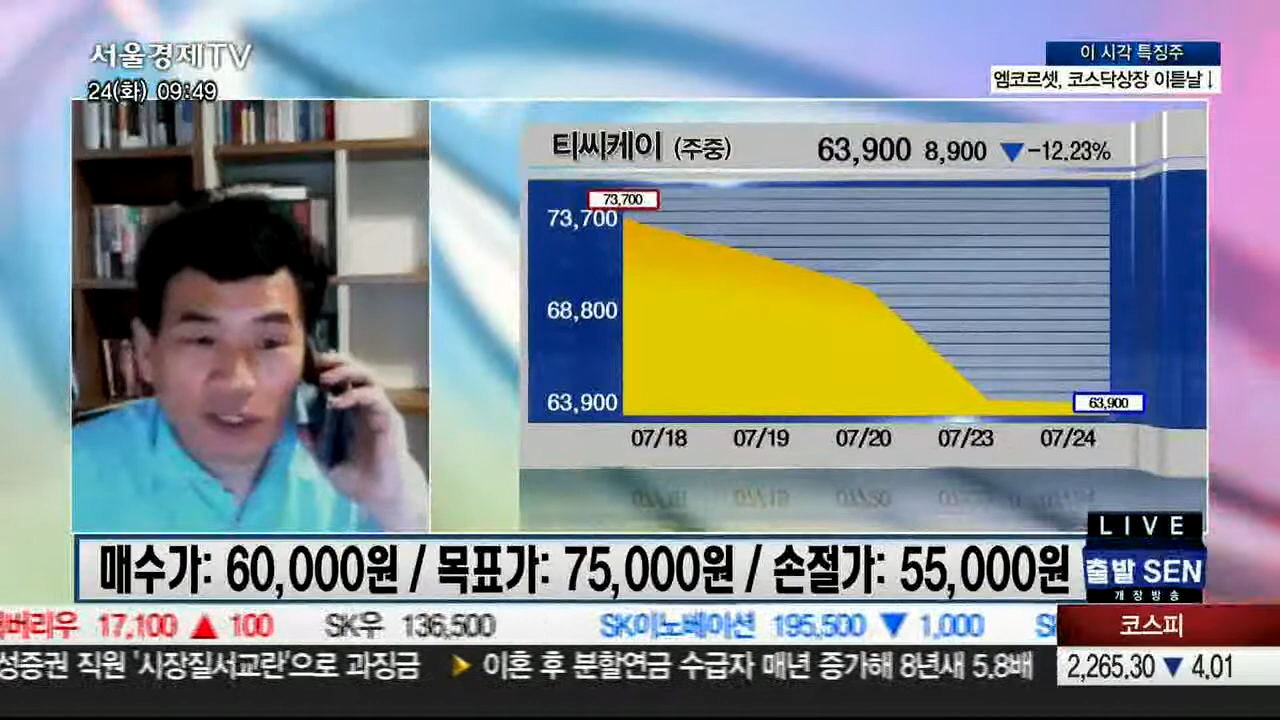 서울경제TV
24(화) 09:49
이 시각 특징주
엠코르셋, 코스닥상장 이튿날↓
티씨케이 (주중) 63,900 8,900 ▼-12.23%
73,700
73,700
68,800
63,900
63,900
07/18 07/19 07/20 07/23 07/24
LIVE
매수가: 60,000원 / 목표가: 75,000원 / 손절가: 55,000원
출발 SEN
개장방송
버리우 17,100 ▲ 100 SK우 136,500 SK이노베이션 195,500 ▼ 1,000 SK
코스피
성증권 직원 '시장질서교란'으로 과징금 ▶ 이혼 후 분할연금 수급자 매년 증가해 8년새 5.8배
2,265.30 ▼ 4.01